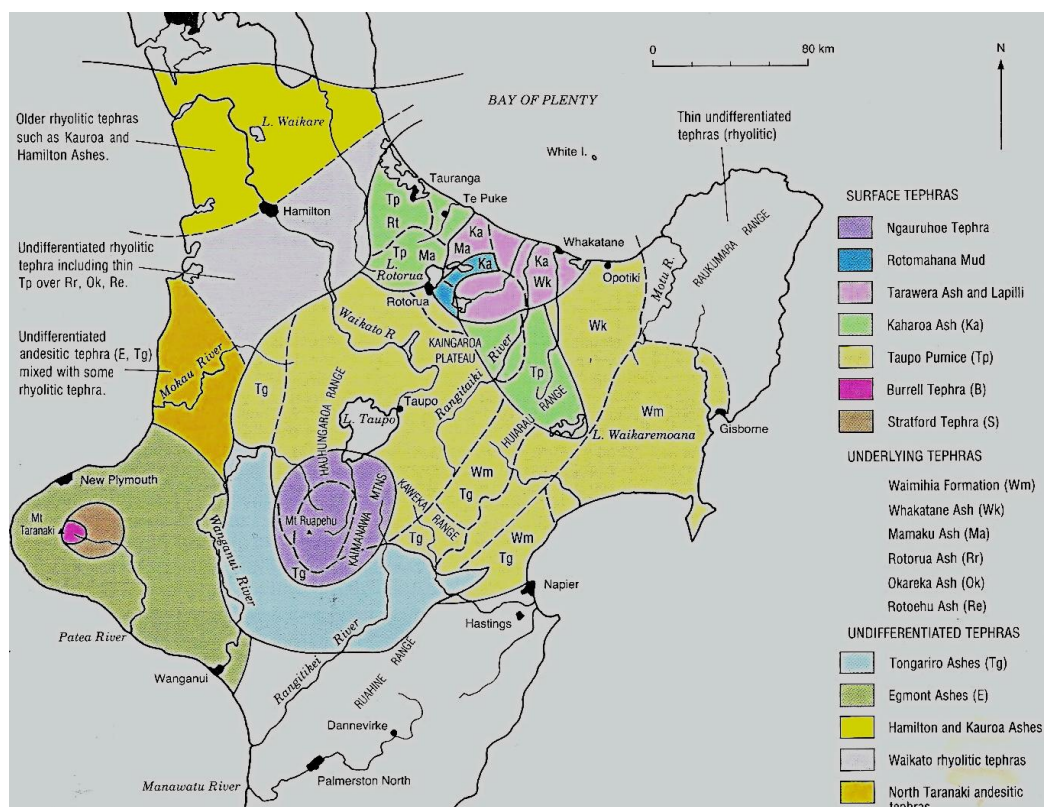 0
80 km
N
BAY OF PLENTY
Thin undifferentiated
tephras (rhyolitic)
White I.
Older rhyolitic tephras
such as Kauroa and
Hamilton Ashes.
L. Waikare
Tauranga
Te Puke
Tp
Rt
Hamilton
Whakatane
Opotiki
Motu R.
RAUKUMARA RANGE
Undifferentiated rhyolitic
tephra including thin
Tp over Rr, Ok, Re.
Tp
Ma
Ma
Ka
Ka
Ka
Wk
L.
Rotorua
Rotorua
Waikato R.
KAINGAROA
PLATEAU
Rangitaiki River
Wk
Undifferentiated
andesitic tephra (E, Tg)
mixed with some
rhyolitic tephra.
Mokau River
Tg
HAUHUNGAROA RANGE
Taupo
L. Taupo
Tp
HUIARAU RANGE
Wm
L. Waikaremoana
Gisborne
New Plymouth
Mt
Taranaki
Wanganui River
Mt Ruapehu
KAIMANAWA MTNS
Tg
KAWEKA RANGE
Wm
Tg
Tg
Wm
Tg
Napier
Hastings
Patea River
Wanganui
Rangitikei River
RUAHINE RANGE
Dannevirke
Palmerston North
Manawatu River
SURFACE TEPHRAS
Ngauruhoe Tephra
Rotomahana Mud
Tarawera Ash and Lapilli
Kaharoa Ash (Ka)
Taupo Pumice (Tp)
Burrell Tephra (B)
Stratford Tephra (S)
UNDERLYING TEPHRAS
Waimihia Formation (Wm)
Whakatane Ash (Wk)
Mamaku Ash (Ma)
Rotorua Ash (Rr)
Okareka Ash (Ok)
Rotoehu Ash (Re)
UNDIFFERENTIATED TEPHRAS
Tongariro Ashes (Tg)
Egmont Ashes (E)
Hamilton and Kauroa Ashes
Waikato rhyolitic tephras
North Taranaki andesitic
tephras